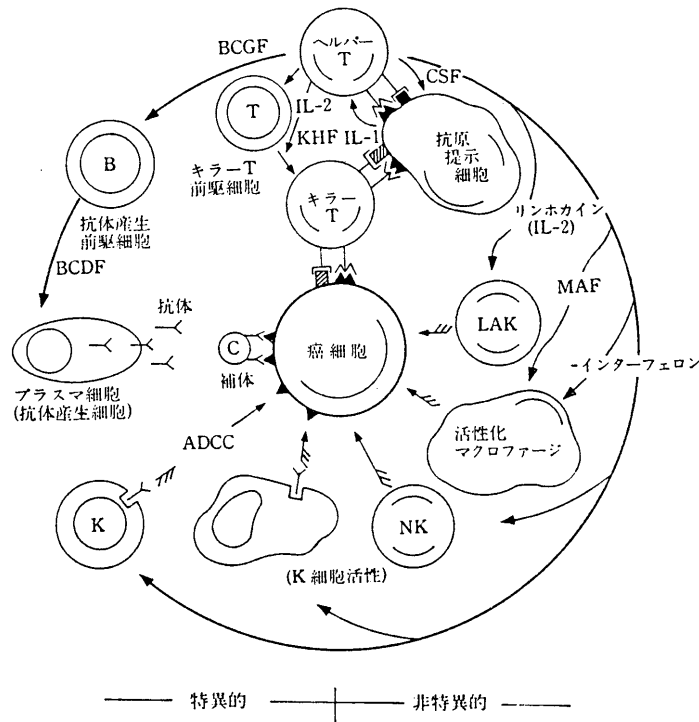 BCGF
ヘルパー
T
CSF
T
IL-2
KHF
IL-1
抗原
提示
細胞
B
キラーT
前駆細胞
キラー
T
抗体産生
前駆細胞
リンホカイン
(IL-2)
BCDF
MAF
抗体
LAK
C
癌細胞
補体
-インターフェロン
プラスマ細胞
(抗体産生細胞)
ADCC
活性化
マクロファージ
K
NK
(K 細胞活性)
特異的
非特異的